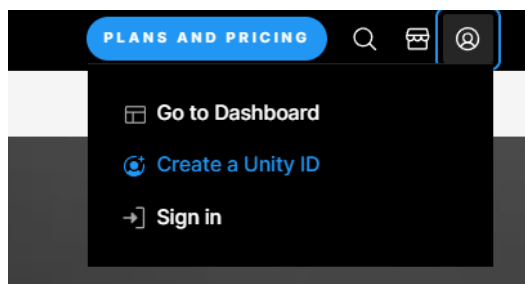 PLANS AND PRICING
Go to Dashboard
Create a Unity ID
Sign in